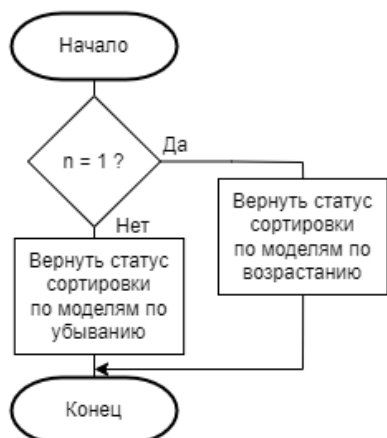 Начало
n = 1 ?
Да
Нет
Вернуть статус
сортировки
по моделям по
возрастанию
Вернуть статус
сортировки
по моделям по
убыванию
Конец